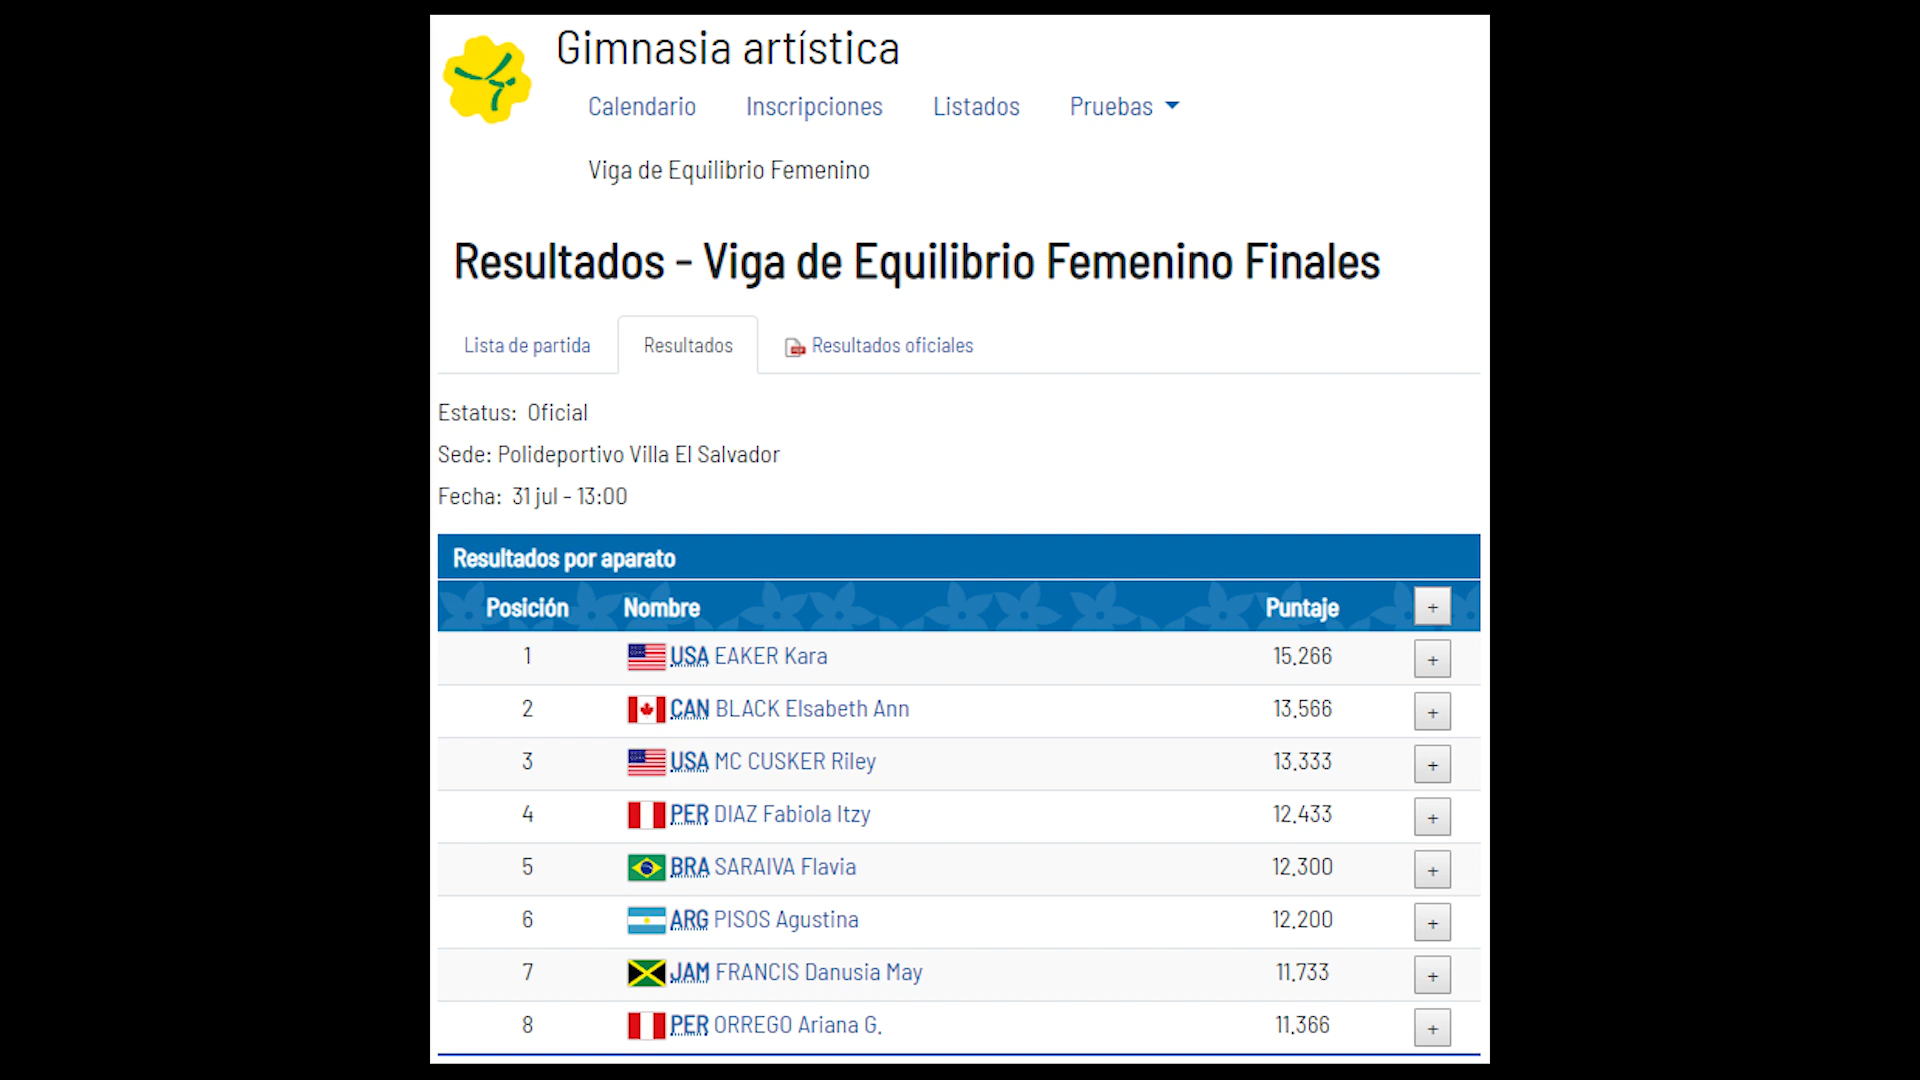 Gimnasia artística
Calendario Inscripciones Listados Pruebas
Viga de Equilibrio Femenino
Resultados - Viga de Equilibrio Femenino Finales
Lista de partida Resultados Resultados oficiales
Estatus: Oficial
Sede: Polideportivo Villa El Salvador
Fecha: 31 jul - 13:00
Resultados por aparato
Posición Nombre Puntaje +
1 USA EAKER Kara 15.266 +
2 CAN BLACK Elsabeth Ann 13.566 +
3 USA MC CUSKER Riley 13.333 +
4 PER DIAZ Fabiola Itzy 12.433 +
5 BRA SARAIVA Flavia 12.300 +
6 ARG PISOS Agustina 12.200 +
7 JAM FRANCIS Danusia May 11.733 +
8 PER ORREGO Ariana G. 11.366 +